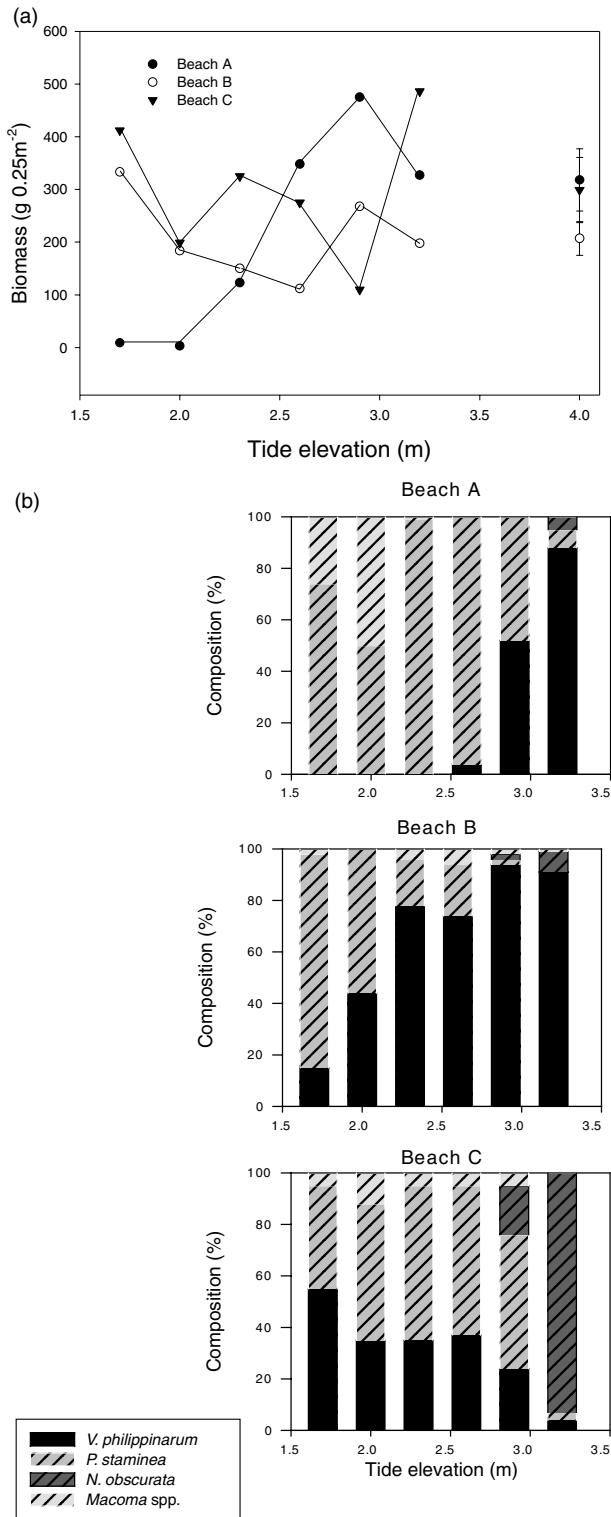 (a)
600
500
400
300
200
100
0
Biomass (g 0.25m⁻²)
Beach A
Beach B
Beach C
1.5 2.0 2.5 3.0 3.5 4.0
Tide elevation (m)
(b)
Beach A
100
80
60
40
20
0
Composition (%)
1.5 2.0 2.5 3.0 3.5
Beach B
100
80
60
40
20
0
Composition (%)
1.5 2.0 2.5 3.0 3.5
Beach C
100
80
60
40
20
0
Composition (%)
1.5 2.0 2.5 3.0 3.5
Tide elevation (m)
V. philippinarum
P. staminea
N. obscurata
Macoma spp.